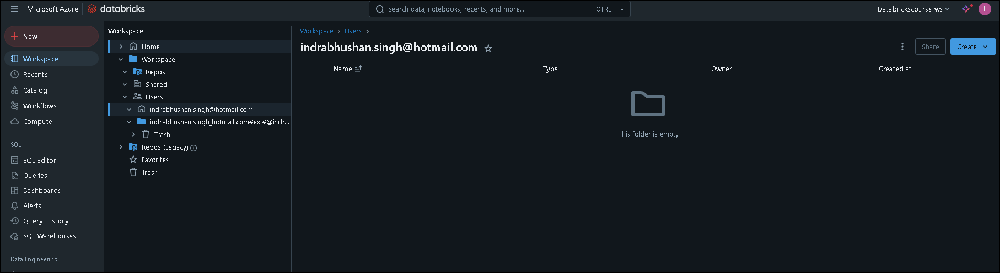 Microsoft Azure databricks
Search data, notebooks, recents, and more... CTRL + P
Databrickscourse-ws
I
New
Workspace
Recents
Catalog
Workflows
Compute
SQL
SQL Editor
Queries
Dashboards
Alerts
Query History
SQL Warehouses
Data Engineering
Workspace
Home
Workspace
Repos
Shared
Users
indrabhushan.singh@hotmail.com
indrabhushan.singh_hotmail.com#ext#@indr...
Trash
Repos (Legacy)
Favorites
Trash
Workspace > Users >
indrabhushan.singh@hotmail.com
Share
Create
Name Type Owner Created at
This folder is empty